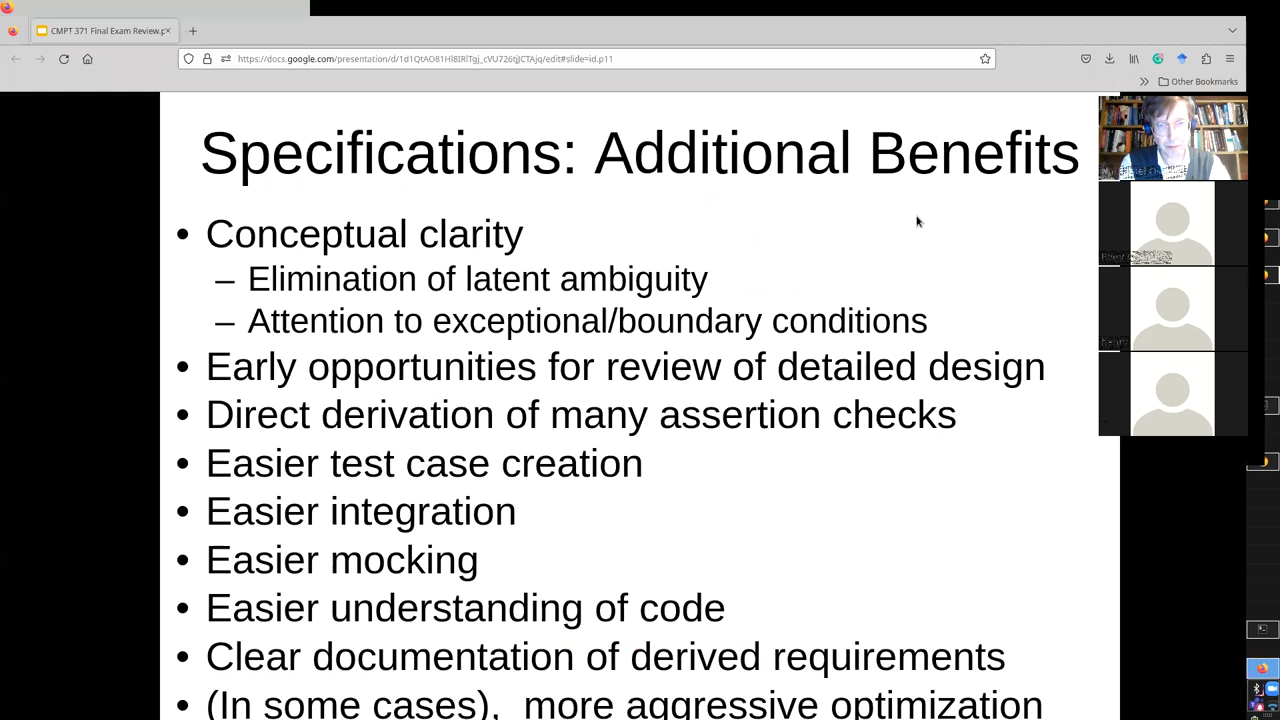 CMPT 371 Final Exam Review.p
https://docs.google.com/presentation/d/1d1QtAO81Hl8IRlTgj_cVU726tjJCTAjq/edit#slide=id.p11
Other Bookmarks
Specifications: Additional Benefits
• Conceptual clarity
– Elimination of latent ambiguity
– Attention to exceptional/boundary conditions
• Early opportunities for review of detailed design
• Direct derivation of many assertion checks
• Easier test case creation
• Easier integration
• Easier mocking
• Easier understanding of code
• Clear documentation of derived requirements
• (In some cases), more aggressive optimization